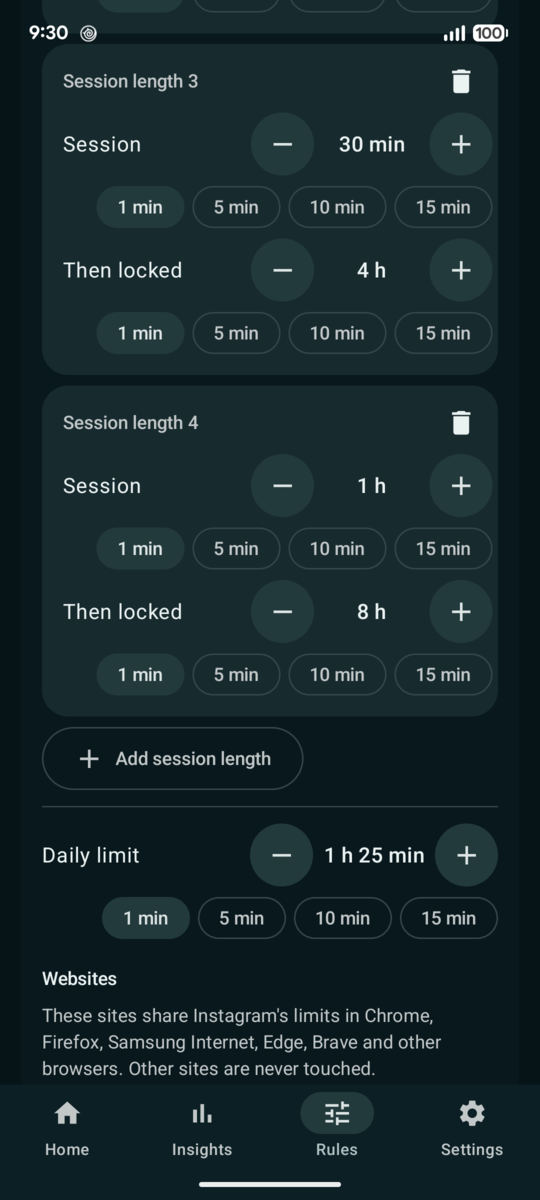 9:30 100
Session length 3
Session − 30 min +
1 min 5 min 10 min 15 min
Then locked − 4 h +
1 min 5 min 10 min 15 min
Session length 4
Session − 1 h +
1 min 5 min 10 min 15 min
Then locked − 8 h +
1 min 5 min 10 min 15 min
+ Add session length
Daily limit − 1 h 25 min +
1 min 5 min 10 min 15 min
Websites
These sites share Instagram's limits in Chrome,
Firefox, Samsung Internet, Edge, Brave and other
browsers. Other sites are never touched.
Home Insights Rules Settings